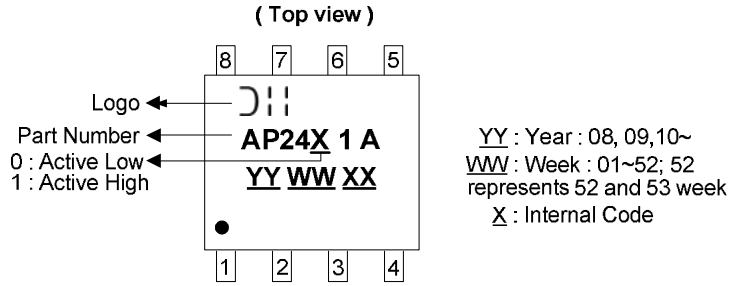 ( Top view )
8 7 6 5
Logo
Part Number
AP24X 1 A
0 : Active Low
1 : Active High
YY WW XX
1 2 3 4
YY : Year : 08, 09,10~
WW : Week : 01~52; 52
represents 52 and 53 week
X : Internal Code